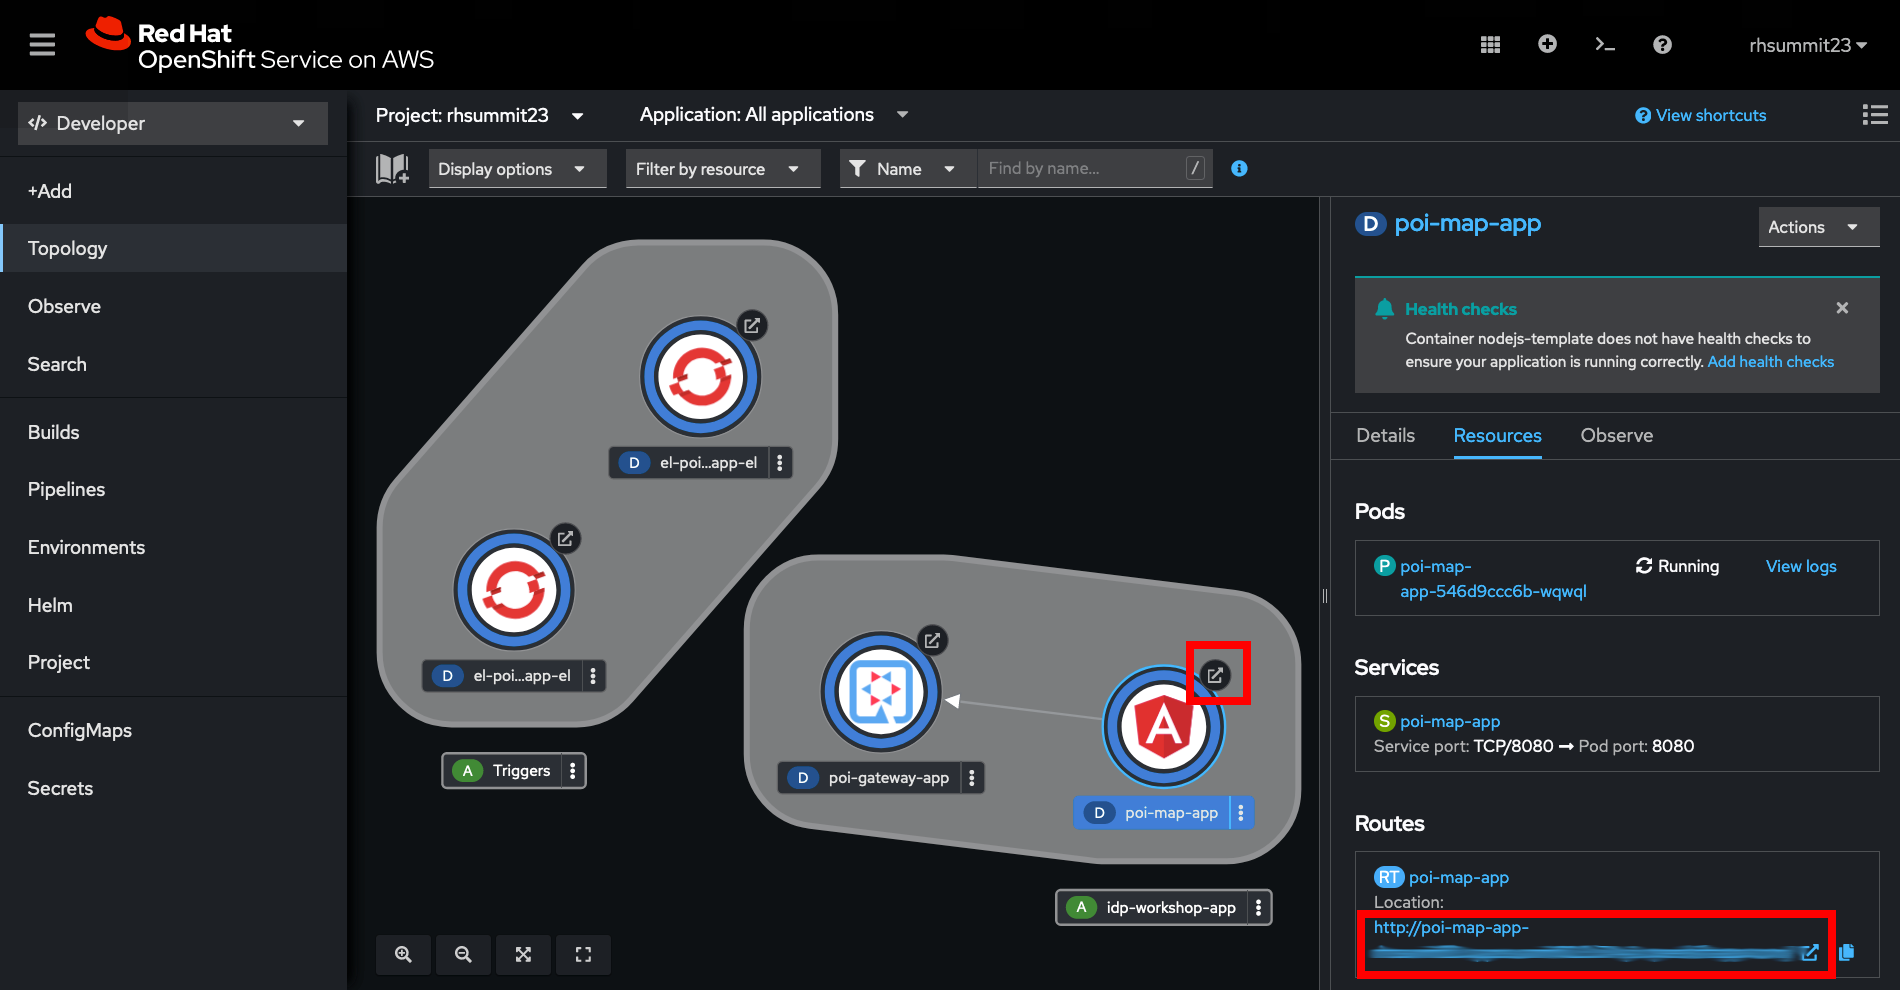 Red Hat
OpenShift Service on AWS
rhsummit23
Developer
Project: rhsummit23
Application: All applications
View shortcuts
Display options
Filter by resource
Name
Find by name...
/
+Add
Topology
Observe
Search
Builds
Pipelines
Environments
Helm
Project
ConfigMaps
Secrets
D el-poi...app-el
D el-poi...app-el
A Triggers
D poi-gateway-app
D poi-map-app
A idp-workshop-app
D poi-map-app
Actions
Health checks
Container nodejs-template does not have health checks to
ensure your application is running correctly. Add health checks
Details
Resources
Observe
Pods
P poi-map-
app-546d9ccc6b-wqwql
Running
View logs
Services
S poi-map-app
Service port: TCP/8080 → Pod port: 8080
Routes
RT poi-map-app
Location:
http://poi-map-app-